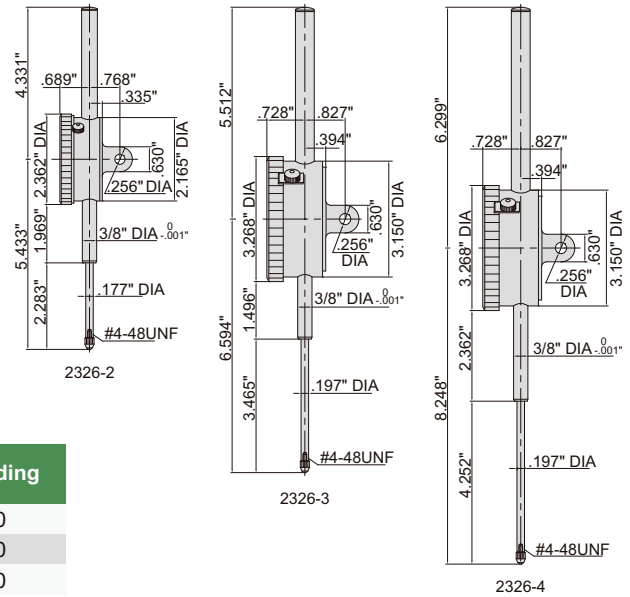 4.331"
.689"
.768"
.335"
2.362" DIA
.630"
2.165" DIA
.256" DIA
5.433"
1.969"
3/8" DIA 0 -.001"
2.283"
.177" DIA
#4-48UNF
2326-2
5.512"
.728"
.827"
.394"
3.268" DIA
.630"
3.150" DIA
.256"
DIA
6.594"
1.496"
3/8" DIA 0 -.001"
3.465"
.197" DIA
#4-48UNF
2326-3
6.299"
.728"
.827"
.394"
3.268" DIA
.630"
3.150" DIA
.256"
DIA
8.248"
2.362"
3/8" DIA 0 -.001"
4.252"
.197" DIA
#4-48UNF
2326-4